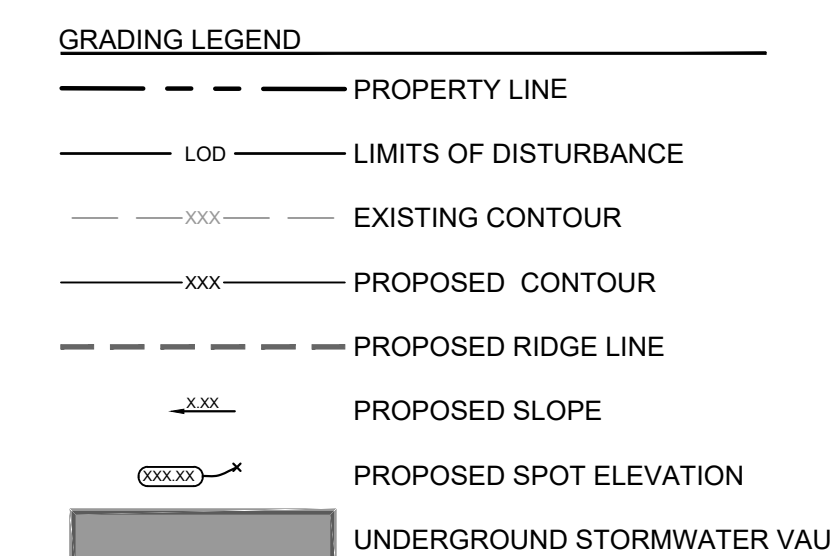 GRADING LEGEND
PROPERTY LINE
LOD LIMITS OF DISTURBANCE
XXX EXISTING CONTOUR
XXX PROPOSED CONTOUR
PROPOSED RIDGE LINE
X.XX PROPOSED SLOPE
XXX.XX PROPOSED SPOT ELEVATION
UNDERGROUND STORMWATER VAU